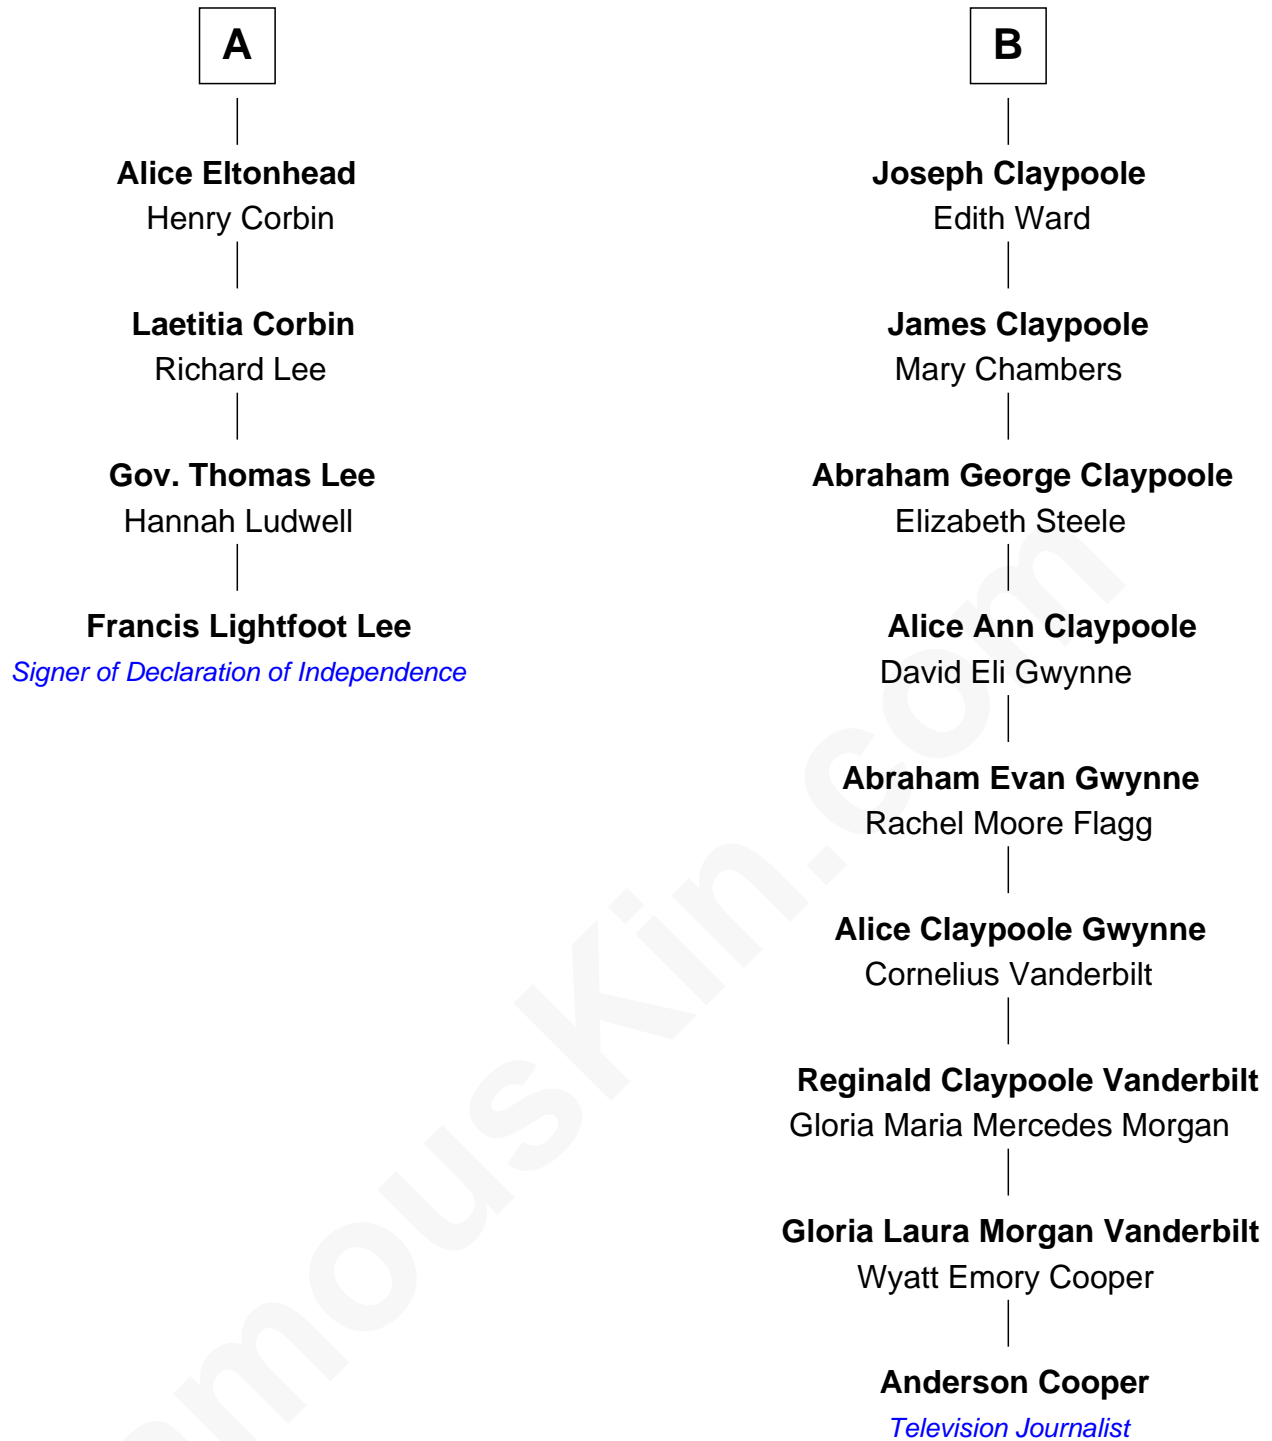 A
Alice Eltonhead
Henry Corbin
Laetitia Corbin
Richard Lee
Gov. Thomas Lee
Hannah Ludwell
Francis Lightfoot Lee
Signer of Declaration of Independence
B
Joseph Claypoole
Edith Ward
James Claypoole
Mary Chambers
Abraham George Claypoole
Elizabeth Steele
Alice Ann Claypoole
David Eli Gwynne
Abraham Evan Gwynne
Rachel Moore Flagg
Alice Claypoole Gwynne
Cornelius Vanderbilt
Reginald Claypoole Vanderbilt
Gloria Maria Mercedes Morgan
Gloria Laura Morgan Vanderbilt
Wyatt Emory Cooper
Anderson Cooper
Television Journalist
amousKin.com